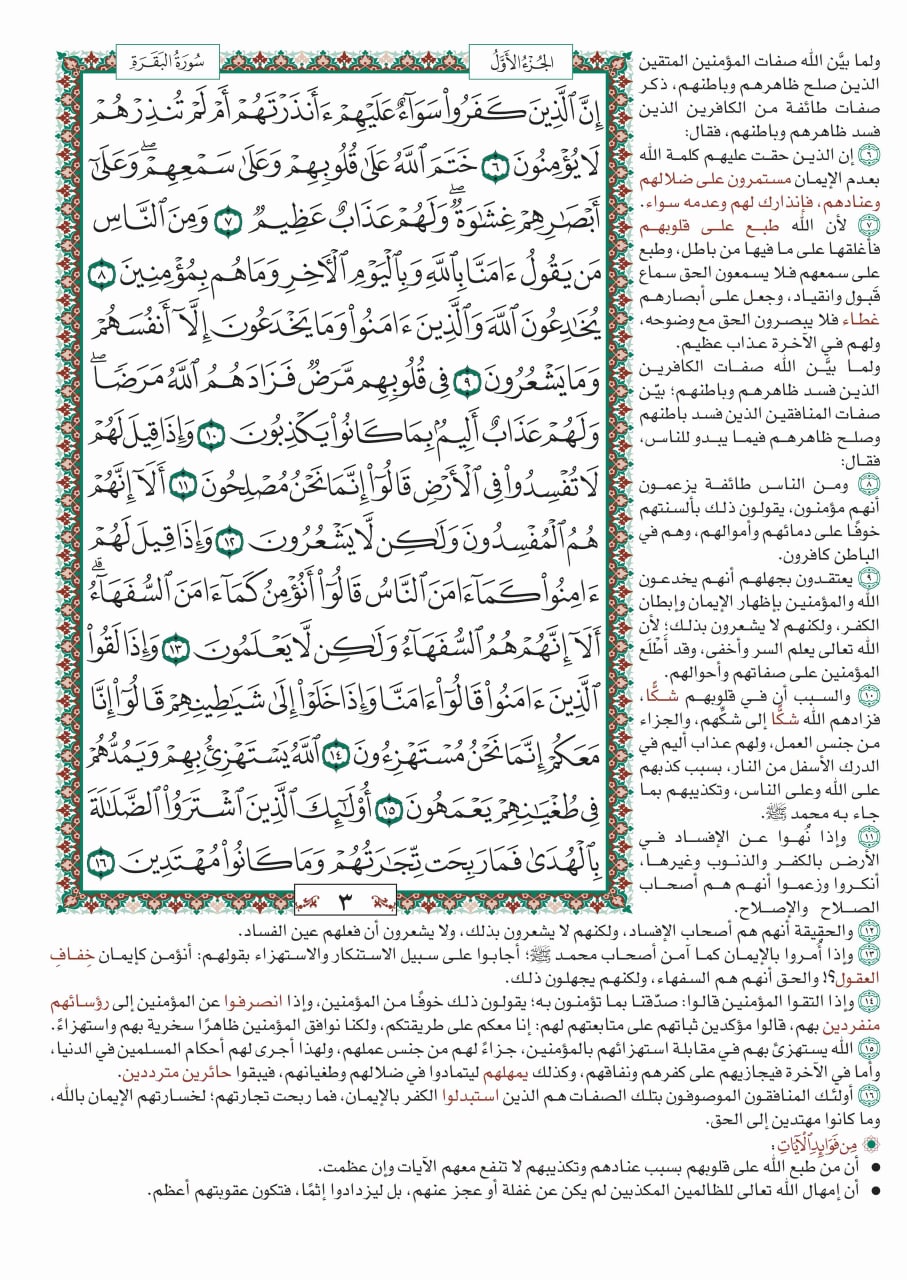 سُورَةُ البَقَرَةِ
الجُزْءُ الأَوَّلُ
إِنَّ ٱلَّذِينَ كَفَرُوا۟ سَوَآءٌ عَلَيْهِمْ ءَأَنذَرْتَهُمْ أَمْ لَمْ تُنذِرْهُمْ
لَا يُؤْمِنُونَ ٦ خَتَمَ ٱللَّهُ عَلَىٰ قُلُوبِهِمْ وَعَلَىٰ سَمْعِهِمْ ۖ وَعَلَىٰٓ
أَبْصَٰرِهِمْ غِشَٰوَةٌ ۖ وَلَهُمْ عَذَابٌ عَظِيمٌ ٧ وَمِنَ ٱلنَّاسِ
مَن يَقُولُ ءَامَنَّا بِٱللَّهِ وَبِٱلْيَوْمِ ٱلْءَاخِرِ وَمَا هُم بِمُؤْمِنِينَ ٨
يُخَٰدِعُونَ ٱللَّهَ وَٱلَّذِينَ ءَامَنُوا۟ وَمَا يَخْدَعُونَ إِلَّآ أَنفُسَهُمْ
وَمَا يَشْعُرُونَ ٩ فِى قُلُوبِهِم مَّرَضٌ فَزَادَهُمُ ٱللَّهُ مَرَضًا ۖ
وَلَهُمْ عَذَابٌ أَلِيمٌۢ بِمَا كَانُوا۟ يَكْذِبُونَ ١٠ وَإِذَا قِيلَ لَهُمْ
لَا تُفْسِدُوا۟ فِى ٱلْأَرْضِ قَالُوٓا۟ إِنَّمَا نَحْنُ مُصْلِحُونَ ١١ أَلَآ إِنَّهُمْ
هُمُ ٱلْمُفْسِدُونَ وَلَٰكِن لَّا يَشْعُرُونَ ١٢ وَإِذَا قِيلَ لَهُمْ
ءَامِنُوا۟ كَمَآ ءَامَنَ ٱلنَّاسُ قَالُوٓا۟ أَنُؤْمِنُ كَمَآ ءَامَنَ ٱلسُّفَهَآءُ ۗ
أَلَآ إِنَّهُمْ هُمُ ٱلسُّفَهَآءُ وَلَٰكِن لَّا يَعْلَمُونَ ١٣ وَإِذَا لَقُوا۟
ٱلَّذِينَ ءَامَنُوا۟ قَالُوٓا۟ ءَامَنَّا وَإِذَا خَلَوْا۟ إِلَىٰ شَيَٰطِينِهِمْ قَالُوٓا۟ إِنَّا
مَعَكُمْ إِنَّمَا نَحْنُ مُسْتَهْزِءُونَ ١٤ ٱللَّهُ يَسْتَهْزِئُ بِهِمْ وَيَمُدُّهُمْ
فِى طُغْيَٰنِهِمْ يَعْمَهُونَ ١٥ أُو۟لَٰٓئِكَ ٱلَّذِينَ ٱشْتَرَوُا۟ ٱلضَّلَٰلَةَ
بِٱلْهُدَىٰ فَمَا رَبِحَت تِّجَٰرَتُهُمْ وَمَا كَانُوا۟ مُهْتَدِينَ ١٦
٣
ولما بيَّن الله صفات المؤمنين المتقين
الذين صلح ظاهرهم وباطنهم، ذكر
صفات طائفة من الكافرين الذين
فسد ظاهرهم وباطنهم، فقال:
٦ إن الذين حقت عليهم كلمة الله
بعدم الإيمان مستمرون على ضلالهم
وعنادهم، فإنذارك لهم وعدمه سواء.
٧ لأن الله طبع على قلوبهم
فأغلقها على ما فيها من باطل، وطبع
على سمعهم فلا يسمعون الحق سماع
قَبول وانقياد، وجعل على أبصارهم
غطاء فلا يبصرون الحق مع وضوحه،
ولهم في الآخرة عذاب عظيم.
ولما بيَّن الله صفات الكافرين
الذين فسد ظاهرهم وباطنهم؛ بيّن
صفات المنافقين الذين فسد باطنهم
وصلح ظاهرهم فيما يبدو للناس،
فقال:
٨ ومن الناس طائفة يزعمون
أنهم مؤمنون، يقولون ذلك بألسنتهم
خوفًا على دمائهم وأموالهم، وهم في
الباطن كافرون.
٩ يعتقدون بجهلهم أنهم يخدعون
الله والمؤمنين بإظهار الإيمان وإبطان
الكفر، ولكنهم لا يشعرون بذلك؛ لأن
الله تعالى يعلم السر وأخفى، وقد أَطْلَع
المؤمنين على صفاتهم وأحوالهم.
١٠ والسبب أن في قلوبهم شكًّا،
فزادهم الله شكًّا إلى شكِّهم، والجزاء
من جنس العمل، ولهم عذاب أليم في
الدرك الأسفل من النار، بسبب كذبهم
على الله وعلى الناس، وتكذيبهم بما
جاء به محمد ﷺ.
١١ وإذا نُهوا عن الإفساد في
الأرض بالكفر والذنوب وغيرها،
أنكروا وزعموا أنهم هم أصحاب
الصلاح والإصلاح.
١٢ والحقيقة أنهم هم أصحاب الإفساد، ولكنهم لا يشعرون بذلك، ولا يشعرون أن فعلهم عين الفساد.
١٣ وإذا أُمروا بالإيمان كما آمن أصحاب محمد ﷺ؛ أجابوا على سبيل الاستنكار والاستهزاء بقولهم: أنؤمن كإيمان خِفافِ
العقول؟! والحق أنهم هم السفهاء، ولكنهم يجهلون ذلك.
١٤ وإذا التقوا المؤمنين قالوا: صدّقنا بما تؤمنون به؛ يقولون ذلك خوفًا من المؤمنين، وإذا انصرفوا عن المؤمنين إلى رؤسائهم
منفردين بهم، قالوا مؤكدين ثباتهم على متابعتهم لهم: إنا معكم على طريقتكم، ولكنا نوافق المؤمنين ظاهرًا سخرية بهم واستهزاءً.
١٥ الله يستهزئ بهم في مقابلة استهزائهم بالمؤمنين، جزاءً لهم من جنس عملهم، ولهذا أجرى لهم أحكام المسلمين في الدنيا،
وأما في الآخرة فيجازيهم على كفرهم ونفاقهم، وكذلك يمهلهم ليتمادوا في ضلالهم وطغيانهم، فيبقوا حائرين مترددين.
١٦ أولئك المنافقون الموصوفون بتلك الصفات هم الذين استبدلوا الكفر بالإيمان، فما ربحت تجارتهم؛ لخسارتهم الإيمان بالله،
وما كانوا مهتدين إلى الحق.
مِن فَوَائِدِ الْآيَاتِ:
• أن من طبع الله على قلوبهم بسبب عنادهم وتكذيبهم لا تنفع معهم الآيات وإن عظمت.
• أن إمهال الله تعالى للظالمين المكذبين لم يكن عن غفلة أو عجز عنهم، بل ليزدادوا إثمًا، فتكون عقوبتهم أعظم.